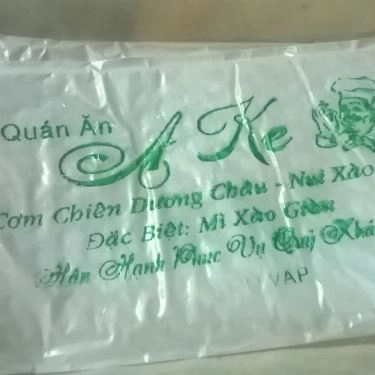 Quán Ăn
A Ke
Cơm Chiên Dương Châu - Nui Xào
Đặc Biệt: Mì Xào Giòn
Hân Hạnh Phục Vụ Quý Khá
VAP